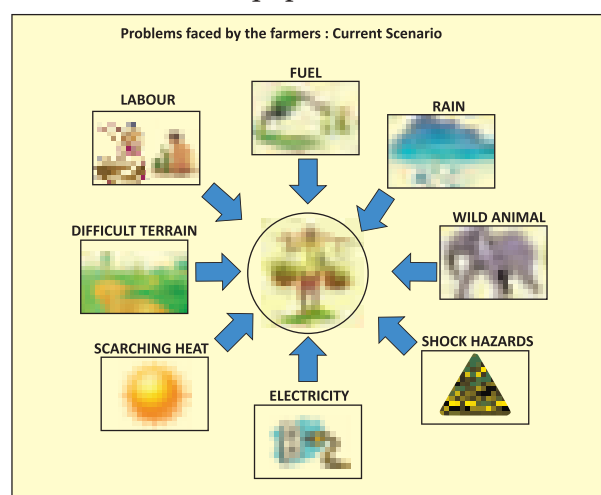 Problems faced by the farmers : Current Scenario
FUEL
LABOUR
RAIN
DIFFICULT TERRAIN
WILD ANIMAL
SCARCHING HEAT
SHOCK HAZARDS
ELECTRICITY